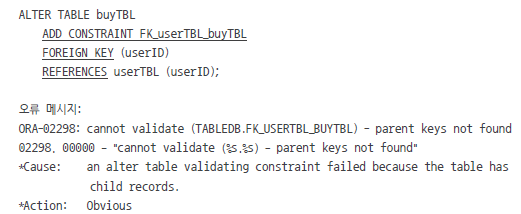 ALTER TABLE buyTBL
ADD CONSTRAINT FK_userTBL_buyTBL
FOREIGN KEY (userID)
REFERENCES userTBL (userID);
오류 메시지:
ORA-02298: cannot validate (TABLEDB.FK_USERTBL_BUYTBL) - parent keys not found
02298. 00000 - "cannot validate (%s.%s) - parent keys not found"
*Cause: an alter table validating constraint failed because the table has
child records.
*Action: Obvious